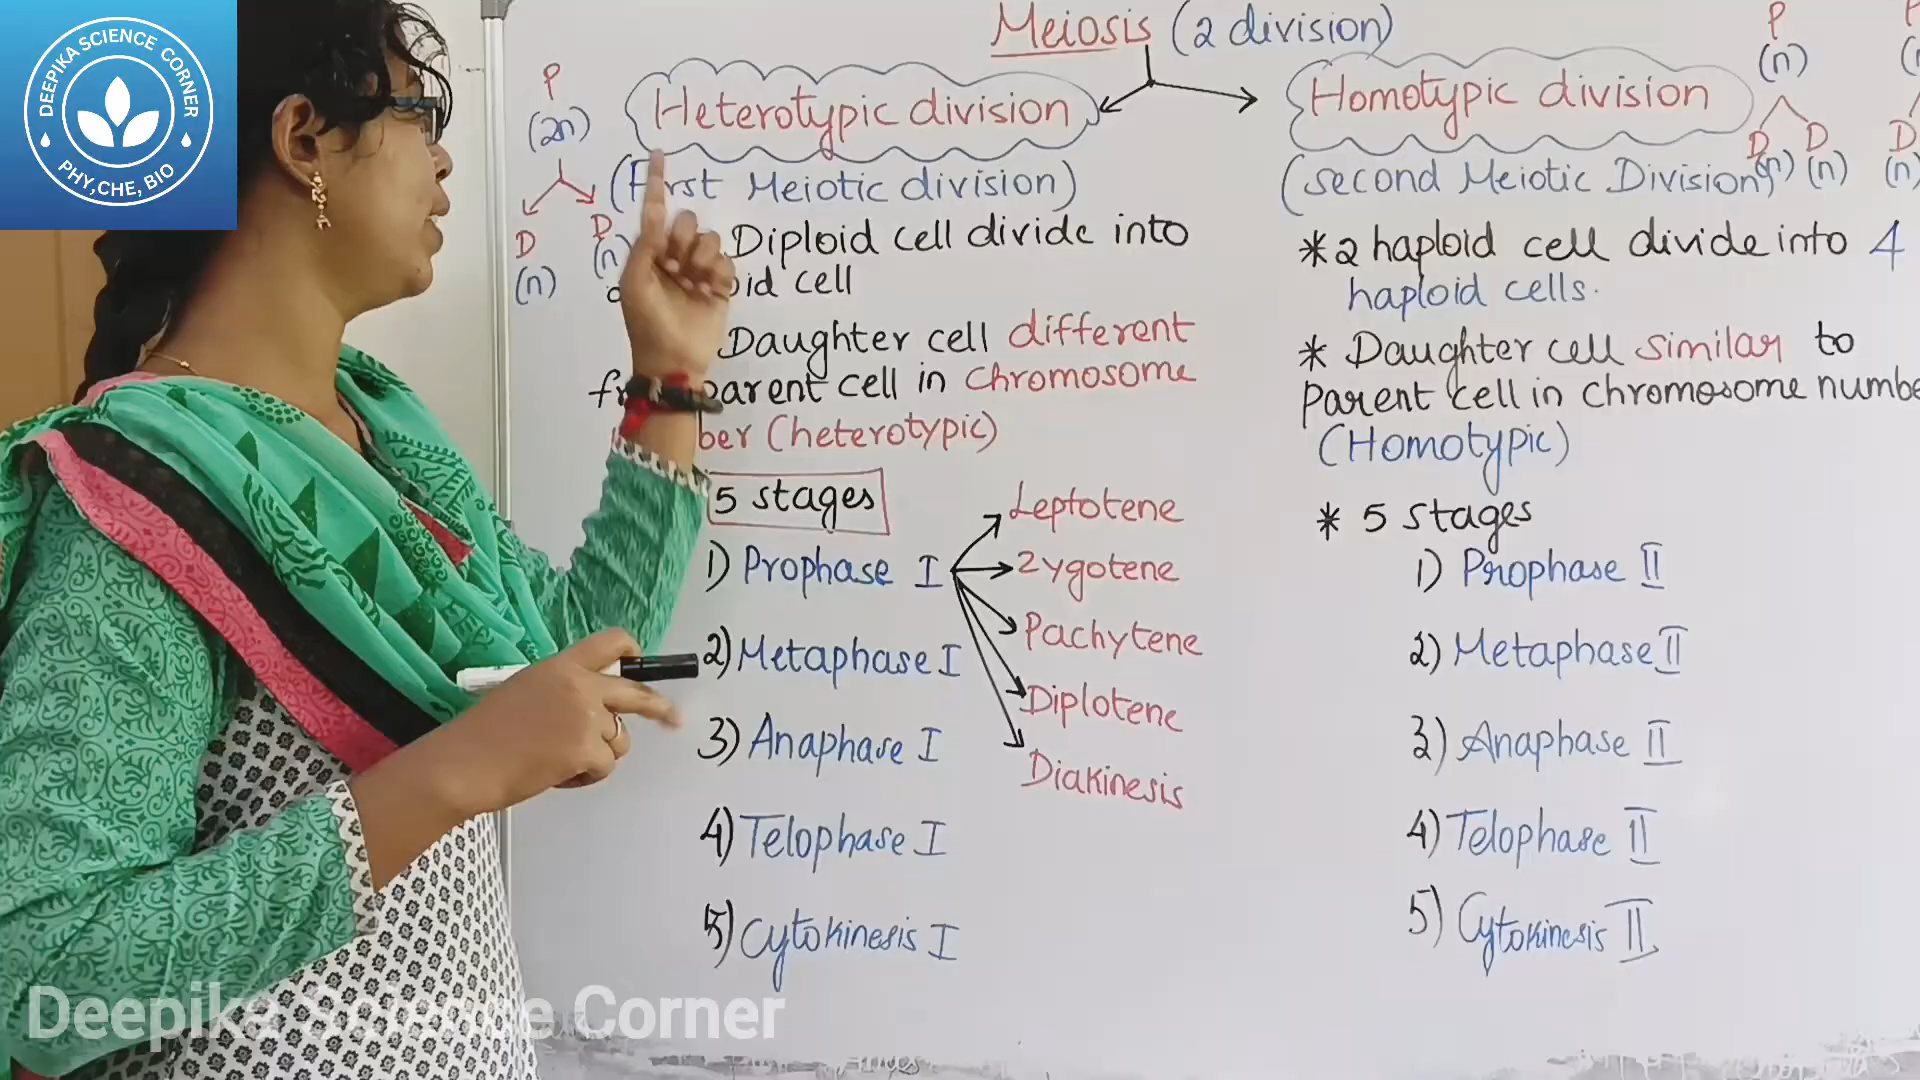 DEEPIKA SCIENCE CORNER
PHY, CHE, BIO
Meiosis (2 division)
P
(2n)
D D
(n) (n)
Heterotypic division
(First Meiotic division)
Diploid cell divide into
cell
Daughter cell different
parent cell in chromosome
(heterotypic)
5 stages
1) Prophase I
Leptotene
Zygotene
Pachytene
Diplotene
Diakinesis
2) Metaphase I
3) Anaphase I
4) Telophase I
5) Cytokinesis I
Homotypic division
(second Meiotic Division)
P
(n)
D D
(n) (n)
P
D
(n)
* 2 haploid cell divide into 4
haploid cells.
* Daughter cell similar to
parent cell in chromosome numbe
(Homotypic)
* 5 stages
1) Prophase II
2) Metaphase II
3) Anaphase II
4) Telophase II
5) Cytokinesis II
Deepika Science Corner